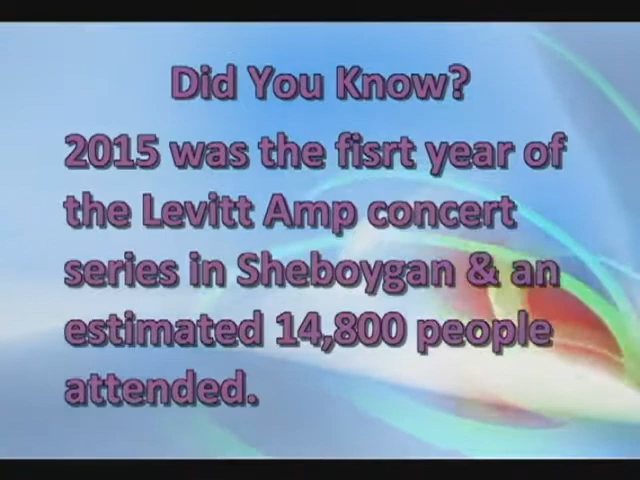 Did You Know?
2015 was the fisrt year of
the Levitt Amp concert
series in Sheboygan & an
estimated 14,800 people
attended.